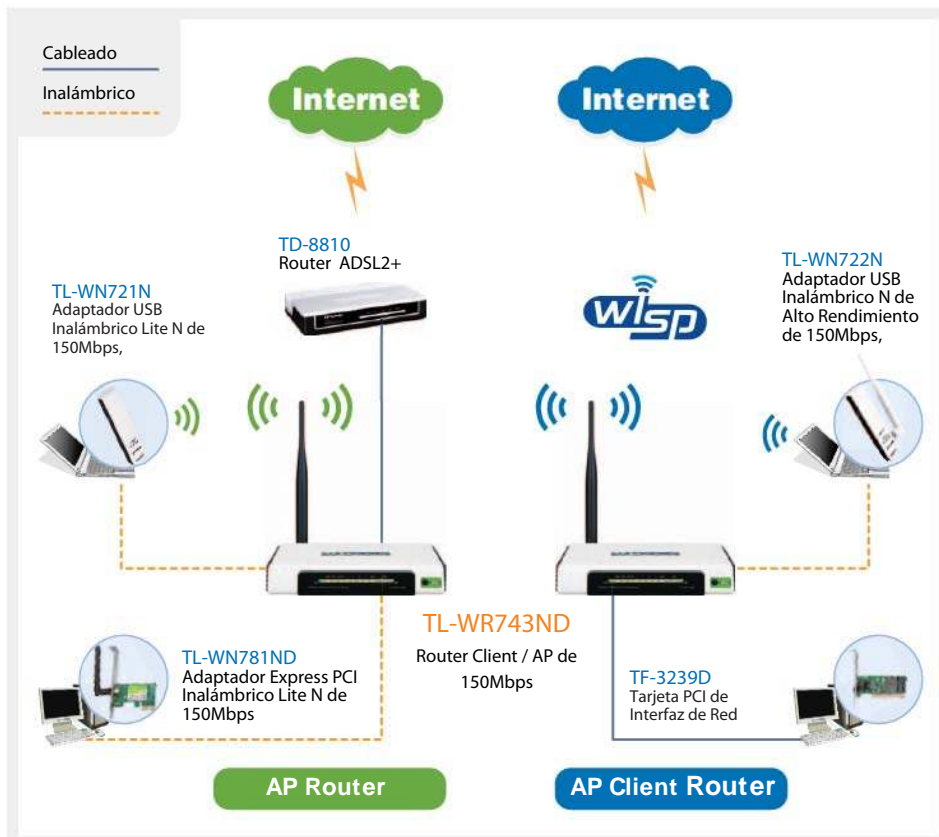 Cableado
Inalámbrico
Internet
Internet
TD-8810
Router ADSL2+
TL-WN721N
Adaptador USB
Inalámbrico Lite N de
150Mbps,
wisp
TL-WN722N
Adaptador USB
Inalámbrico N de
Alto Rendimiento
de 150Mbps,
TL-WR743ND
Router Client / AP de
150Mbps
TL-WN781ND
Adaptador Express PCI
Inalámbrico Lite N de
150Mbps
TF-3239D
Tarjeta PCI de
Interfaz de Red
AP Router
AP Client Router